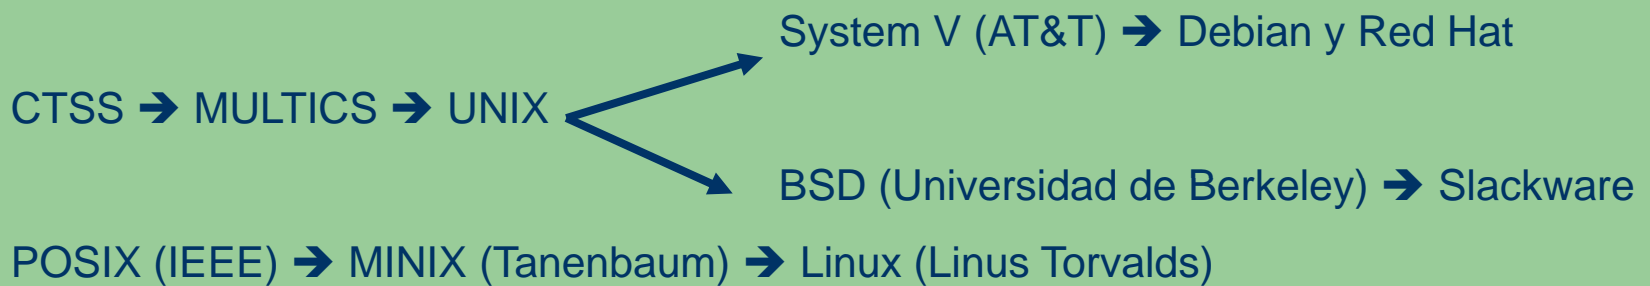 System V (AT&T) ➔ Debian y Red Hat
CTSS ➔ MULTICS ➔ UNIX
BSD (Universidad de Berkeley) ➔ Slackware
POSIX (IEEE) ➔ MINIX (Tanenbaum) ➔ Linux (Linus Torvalds)